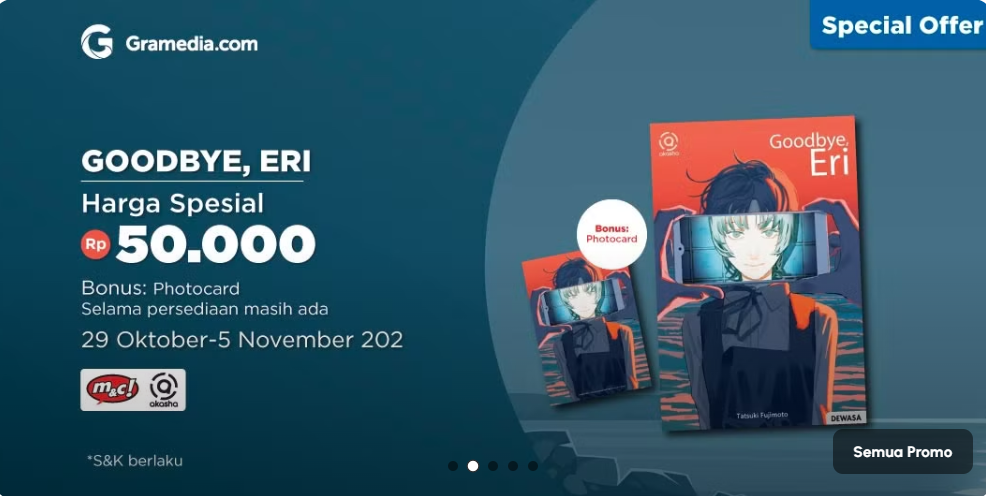 Gramedia.com
Special Offer
GOODBYE, ERI
Harga Spesial
Rp 50.000
Bonus: Photocard
Selama persediaan masih ada
29 Oktober-5 November 202
m&c!
akasha
*S&K berlaku
Bonus:
Photocard
akasha
Goodbye,
Eri
Tatsuki Fujimoto
DEWASA
Semua Promo